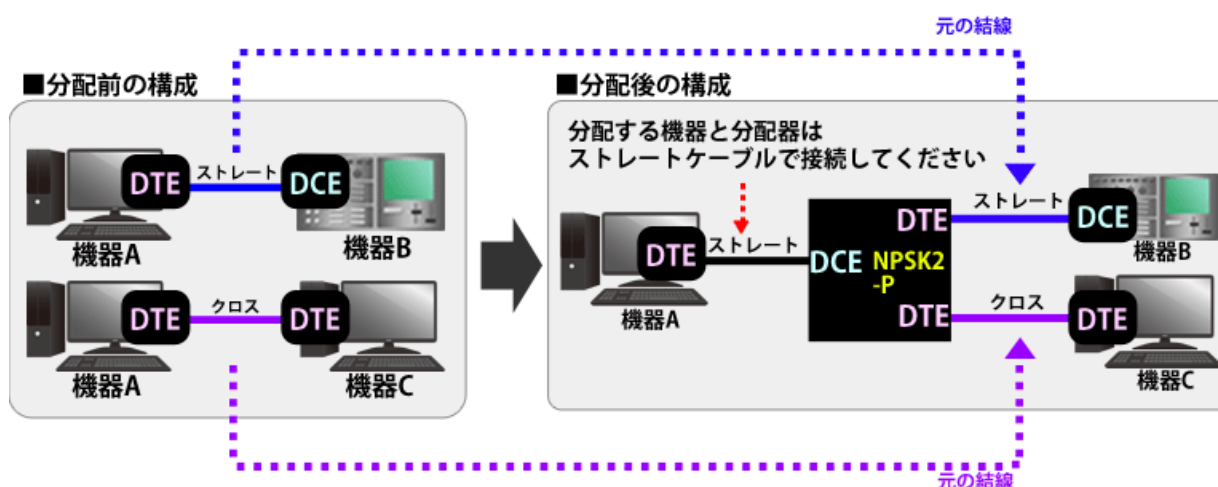 元の結線
■分配前の構成
DTE
ストレート
DCE
機器A
機器B
DTE
クロス
DTE
機器A
機器C
■分配後の構成
分配する機器と分配器は
ストレートケーブルで接続してください
DTE
ストレート
機器A
DCE
NPSK2
-P
DTE
ストレート
DCE
機器B
DTE
クロス
DTE
機器C
元の結線